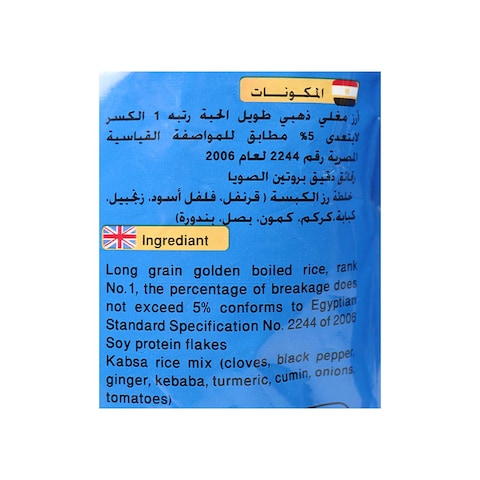 المكونات
أرز مغلي ذهبي طويل الحبة رتبه 1 الكسر
لايتعدى 5% مطابق للمواصفة القياسية
المصرية رقم 2244 لعام 2006
رقائق دقيق بروتين الصويا
خلطة رز الكبسة (قرنفل، فلفل أسود، زنجبيل،
كبابة، كركم، كمون، بصل، بندورة)
Ingrediant
Long grain golden boiled rice, rank
No.1, the percentage of breakage does
not exceed 5% conforms to Egyptian
Standard Specification No. 2244 of 2006
Soy protein flakes
Kabsa rice mix (cloves, black pepper,
ginger, kebaba, turmeric, cumin, onions,
tomatoes)